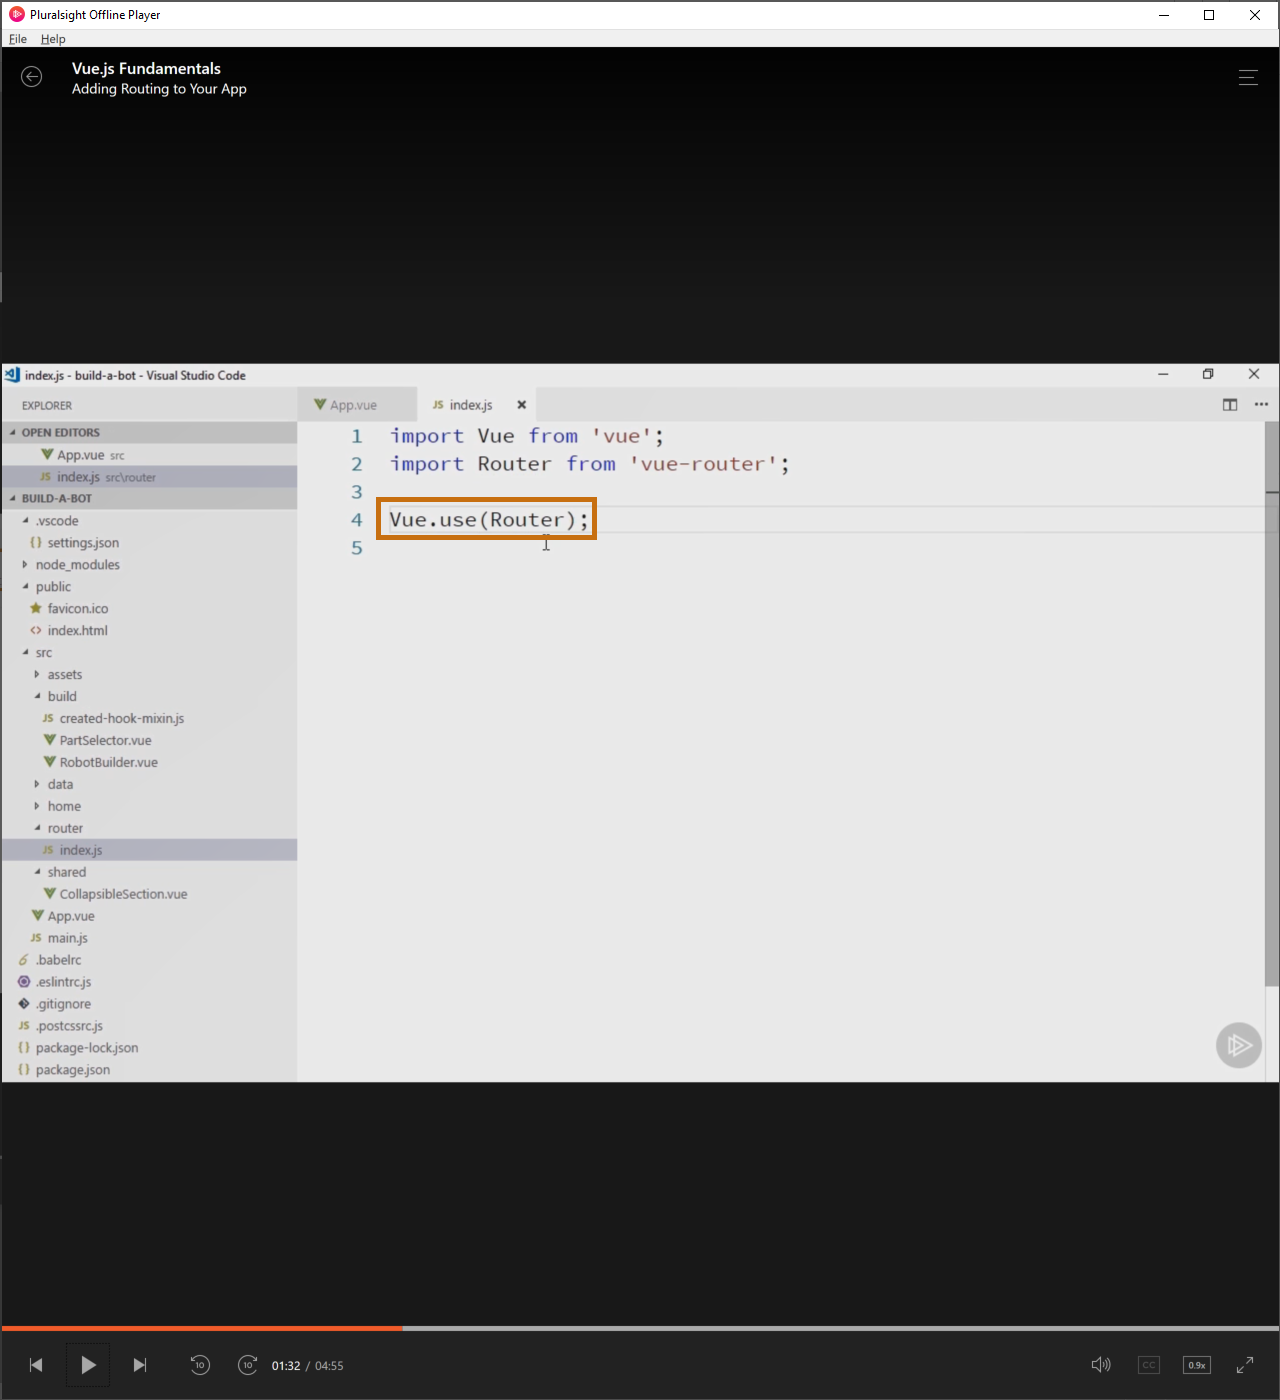 Pluralsight Offline Player
File Help
Vue.js Fundamentals
Adding Routing to Your App
index.js - build-a-bot - Visual Studio Code
EXPLORER
App.vue
JS index.js
OPEN EDITORS
App.vue src
JS index.js src\router
BUILD-A-BOT
.vscode
{} settings.json
node_modules
public
favicon.ico
<> index.html
src
assets
build
JS created-hook-mixin.js
PartSelector.vue
RobotBuilder.vue
data
home
router
JS index.js
shared
CollapsibleSection.vue
App.vue
JS main.js
.babelrc
.eslintrc.js
.gitignore
JS .postcssrc.js
{} package-lock.json
{} package.json
1 import Vue from 'vue';
2 import Router from 'vue-router';
3
4 Vue.use(Router);
5
10
10
01:32 / 04:55
CC
0.9x